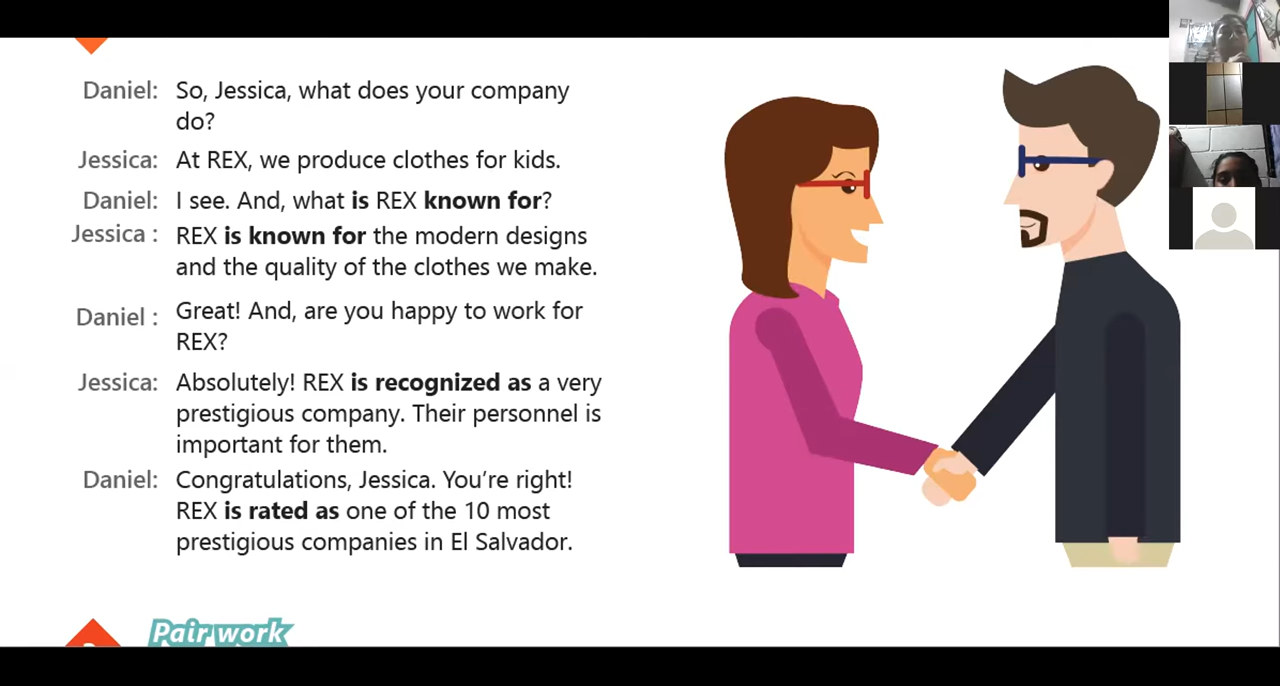 Daniel: So, Jessica, what does your company
do?
Jessica: At REX, we produce clothes for kids.
Daniel: I see. And, what is REX known for?
Jessica : REX is known for the modern designs
and the quality of the clothes we make.
Daniel : Great! And, are you happy to work for
REX?
Jessica: Absolutely! REX is recognized as a very
prestigious company. Their personnel is
important for them.
Daniel: Congratulations, Jessica. You're right!
REX is rated as one of the 10 most
prestigious companies in El Salvador.
Pair work